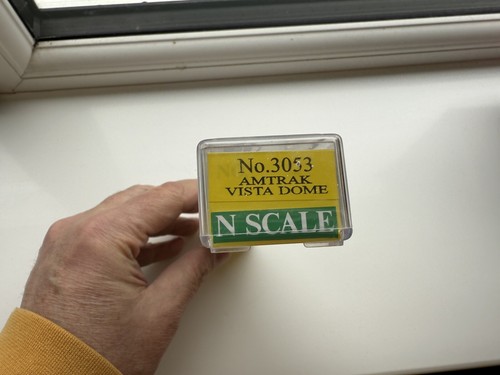 No.3053
AMTRAK
VISTA DOME
N SCALE